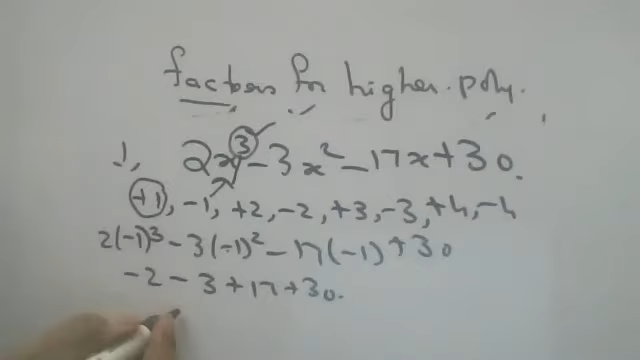 factors for higher. poly.
1, 2x³ - 3x² - 17x + 30.
+1, -1, +2, -2, +3, -3, +4, -4
2(-1)³ - 3(-1)² - 17(-1) + 30
-2 - 3 + 17 + 30.